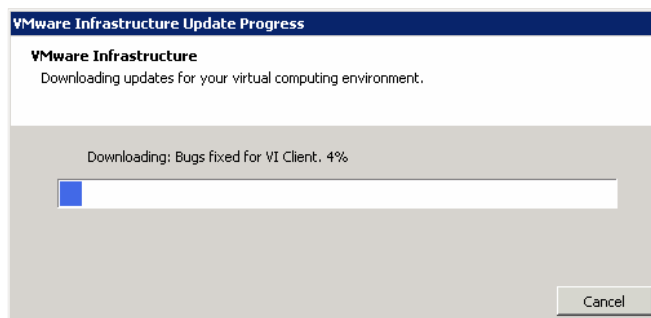 VMware Infrastructure Update Progress
VMware Infrastructure
Downloading updates for your virtual computing environment.
Downloading: Bugs fixed for VI Client. 4%
Cancel